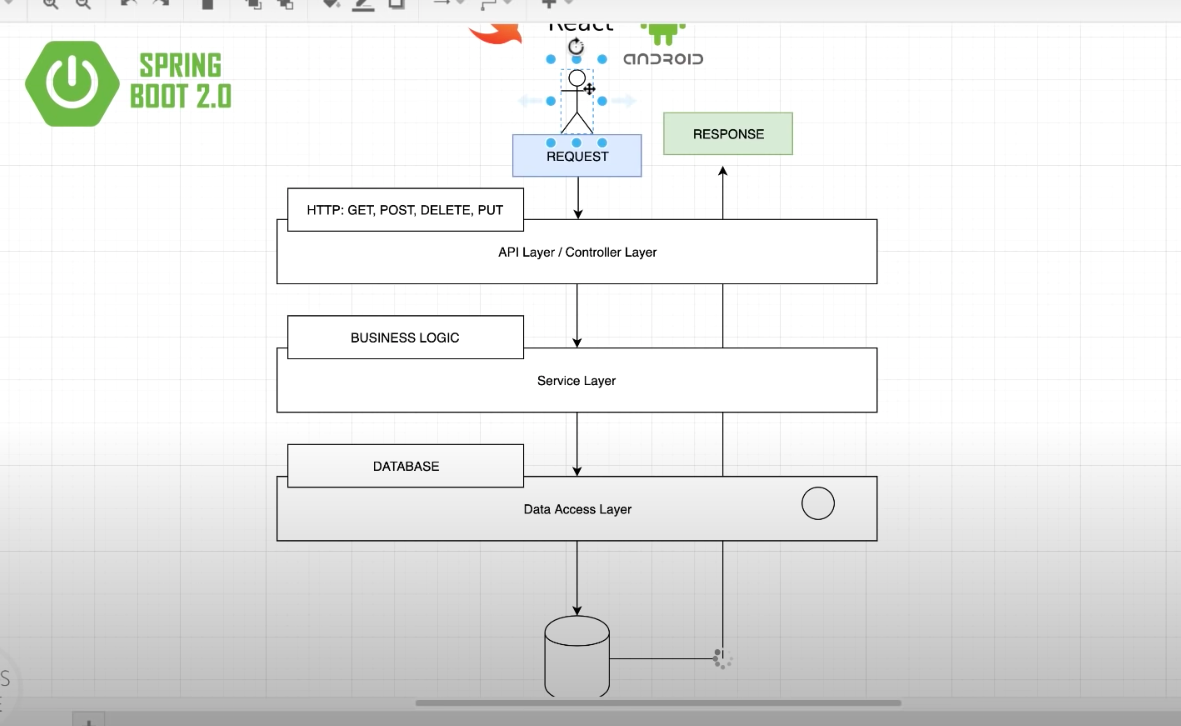 React
ANDROID
SPRING
BOOT 2.0
RESPONSE
REQUEST
HTTP: GET, POST, DELETE, PUT
API Layer / Controller Layer
BUSINESS LOGIC
Service Layer
DATABASE
Data Access Layer
S